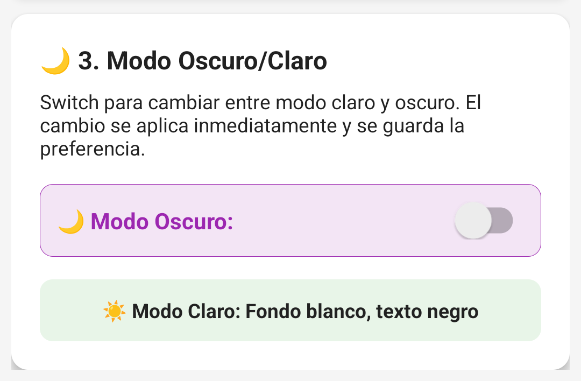 🌙 3. Modo Oscuro/Claro
Switch para cambiar entre modo claro y oscuro. El
cambio se aplica inmediatamente y se guarda la
preferencia.
🌙 Modo Oscuro:
☀️ Modo Claro: Fondo blanco, texto negro